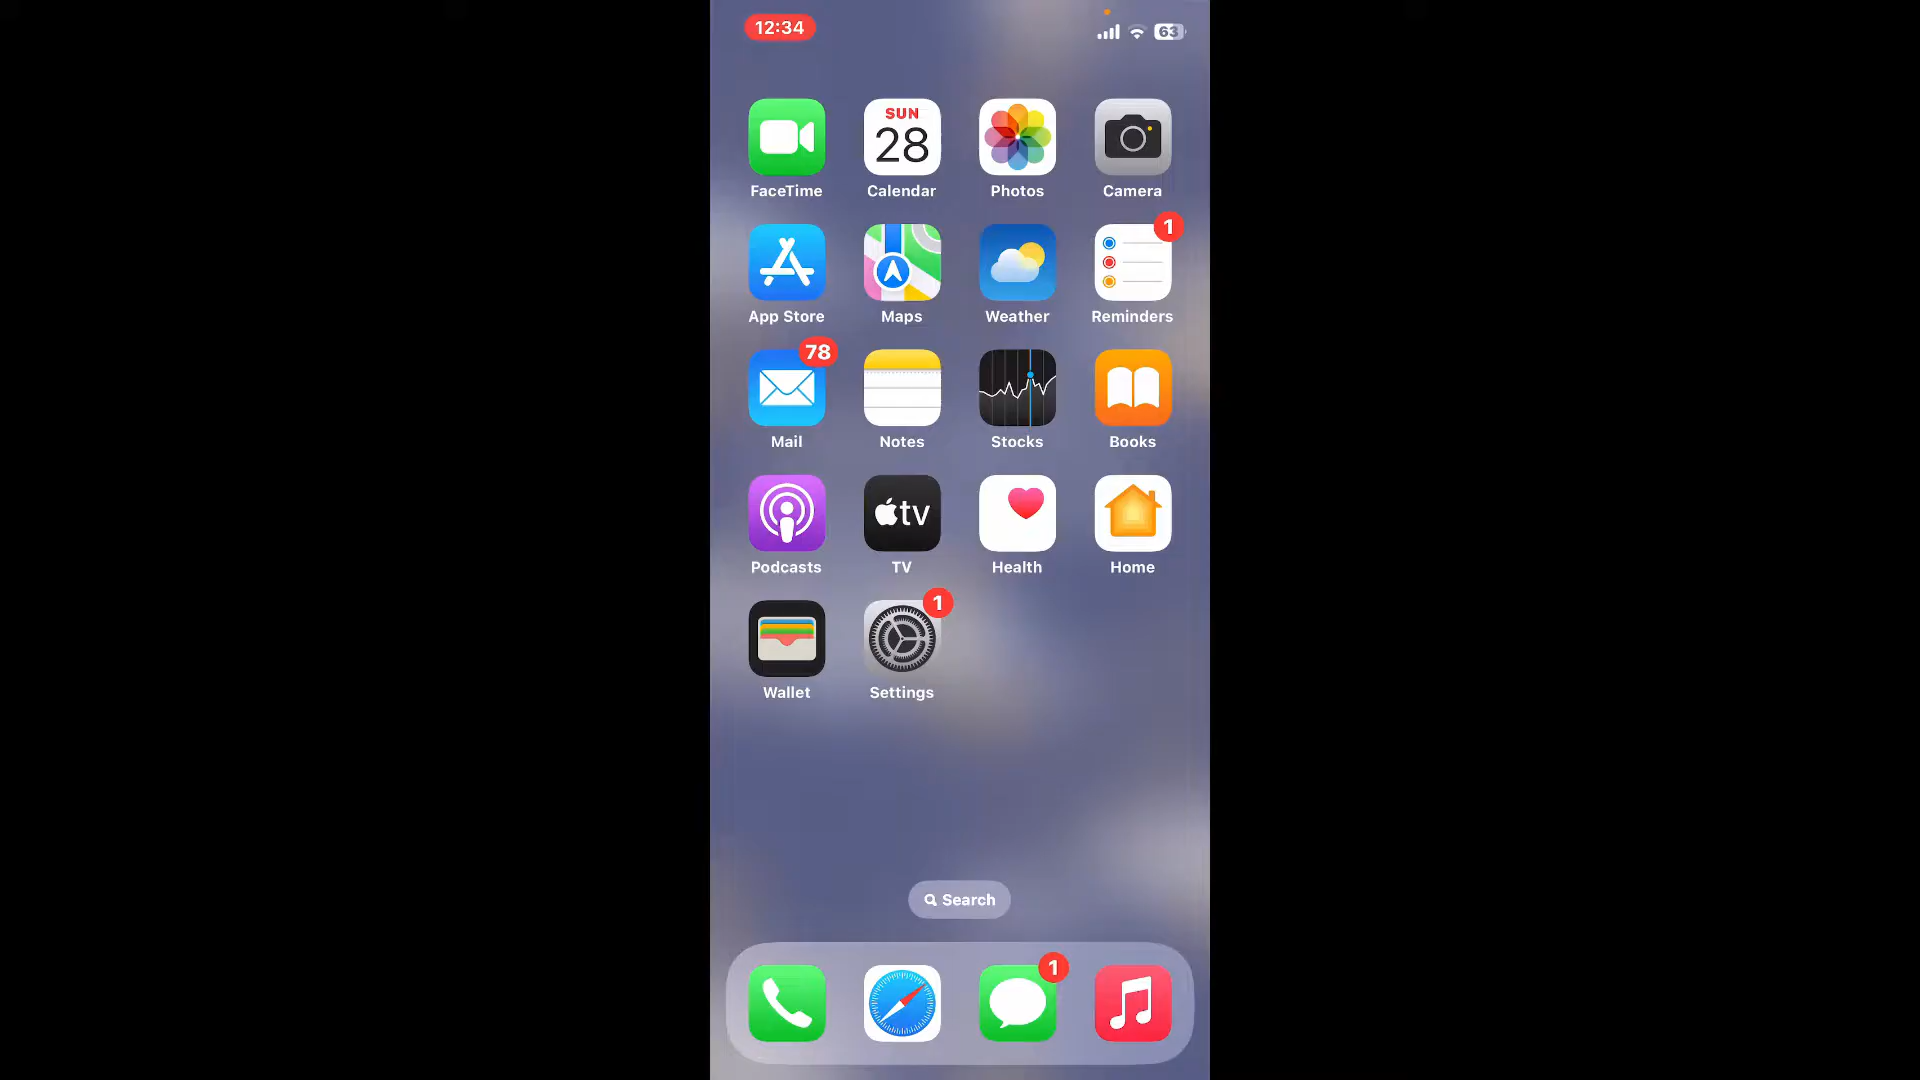 12:34
63
SUN
28
FaceTime
Calendar
Photos
Camera
1
App Store
Maps
Weather
Reminders
78
Mail
Notes
Stocks
Books
tv
Podcasts
TV
Health
Home
1
Wallet
Settings
Search
1